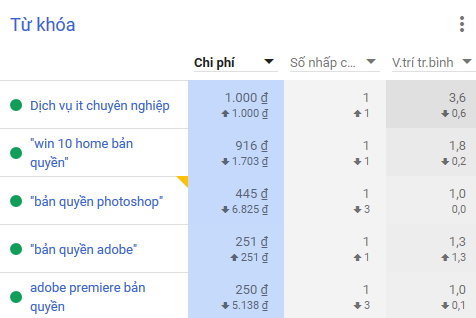 Từ khóa
Chi phí Số nhấp c... V.trí tr.bình
Dịch vụ it chuyên nghiệp 1.000 ₫ 1 3,6
1.000 ₫ 1 0,6
"win 10 home bản quyền" 916 ₫ 1 1,8
1.703 ₫ 1 0,2
"bản quyền photoshop" 445 ₫ 1 1,0
6.825 ₫ 3 0,0
"bản quyền adobe" 251 ₫ 1 1,3
251 ₫ 1 1,3
adobe premiere bản quyền 250 ₫ 1 1,0
5.138 ₫ 3 0,1